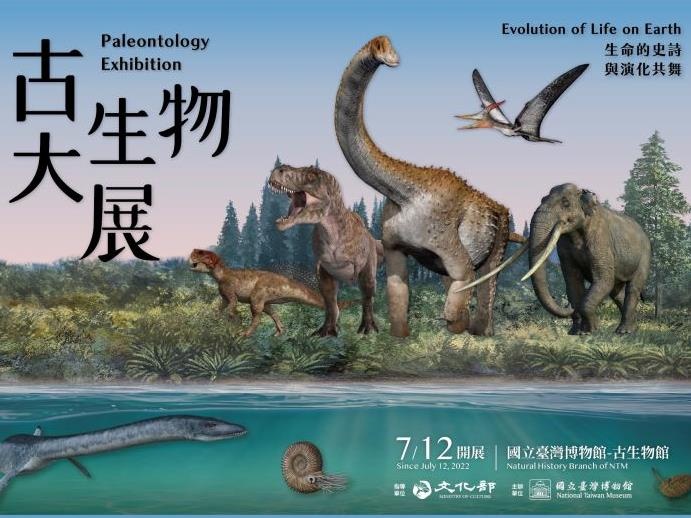 古生物
大展
Paleontology
Exhibition
Evolution of Life on Earth
生命的史詩
與演化共舞
7/12 開展
Since July 12, 2022
國立臺灣博物館-古生物館
Natural History Branch of NTM
指導單位
文化部
MINISTRY OF CULTURE
主辦單位
國立臺灣博物館
National Taiwan Museum